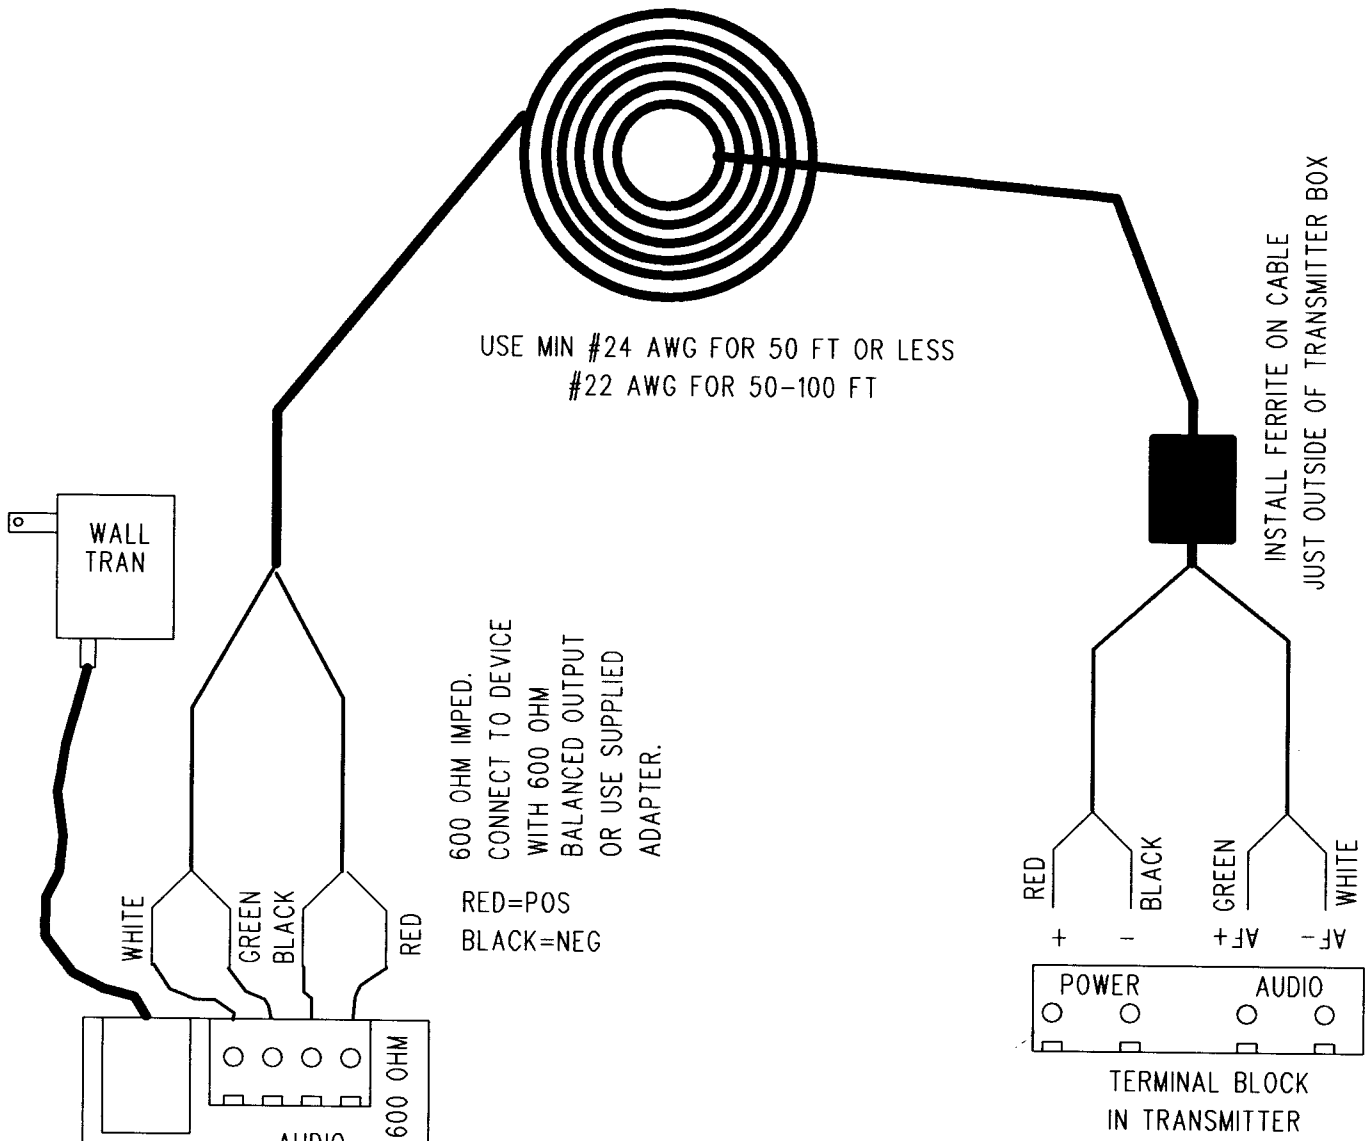 USE MIN #24 AWG FOR 50 FT OR LESS
#22 AWG FOR 50-100 FT
INSTALL FERRITE ON CABLE
JUST OUTSIDE OF TRANSMITTER BOX
WALL
TRAN
600 OHM IMPED.
CONNECT TO DEVICE
WITH 600 OHM
BALANCED OUTPUT
OR USE SUPPLIED
ADAPTER.
RED=POS
BLACK=NEG
WHITE
GREEN
BLACK
RED
RED
BLACK
GREEN
WHITE
+
-
AF+
AF-
POWER
AUDIO
TERMINAL BLOCK
IN TRANSMITTER
600 OHM
AUDIO